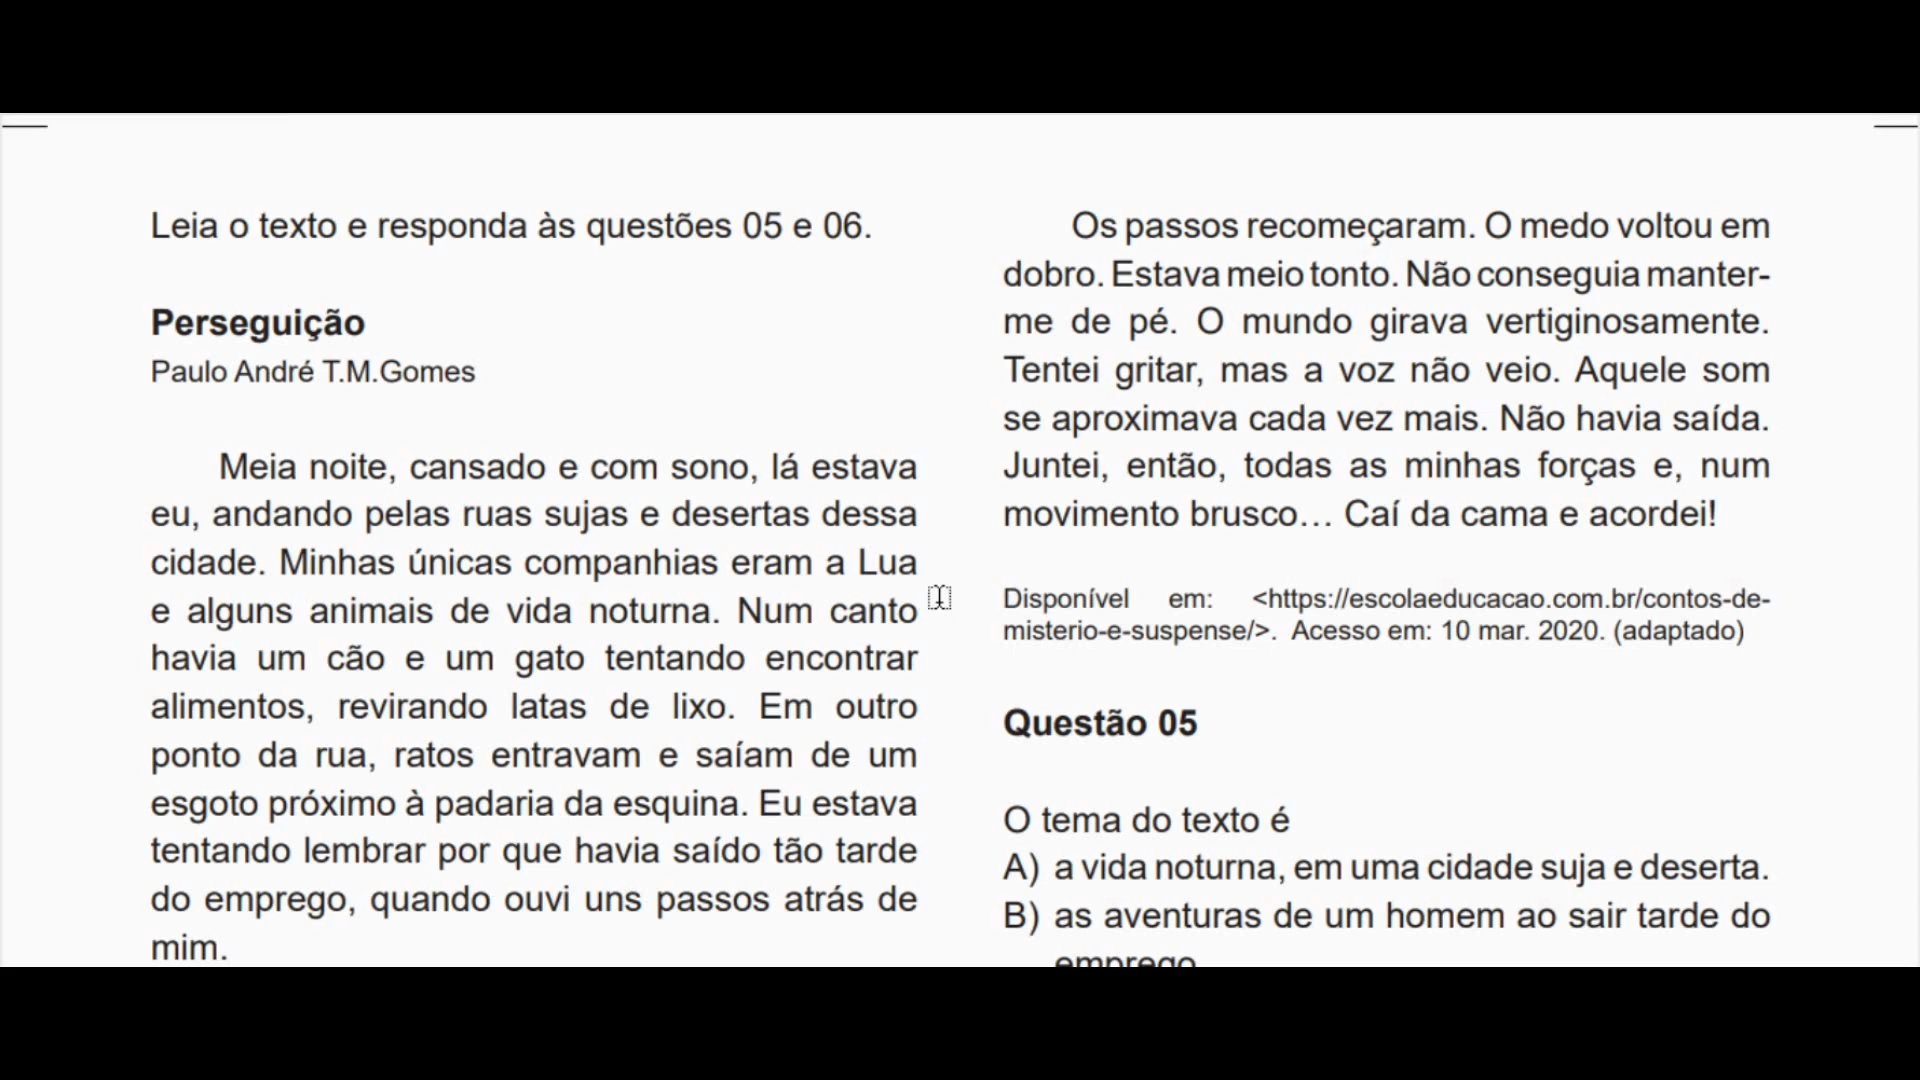 Leia o texto e responda às questões 05 e 06.
Perseguição
Paulo André T.M.Gomes
Meia noite, cansado e com sono, lá estava
eu, andando pelas ruas sujas e desertas dessa
cidade. Minhas únicas companhias eram a Lua
e alguns animais de vida noturna. Num canto
havia um cão e um gato tentando encontrar
alimentos, revirando latas de lixo. Em outro
ponto da rua, ratos entravam e saíam de um
esgoto próximo à padaria da esquina. Eu estava
tentando lembrar por que havia saído tão tarde
do emprego, quando ouvi uns passos atrás de
mim.
Os passos recomeçaram. O medo voltou em
dobro. Estava meio tonto. Não conseguia manter-
me de pé. O mundo girava vertiginosamente.
Tentei gritar, mas a voz não veio. Aquele som
se aproximava cada vez mais. Não havia saída.
Juntei, então, todas as minhas forças e, num
movimento brusco… Caí da cama e acordei!
Disponível em: <https://escolaeducacao.com.br/contos-de-
misterio-e-suspense/>. Acesso em: 10 mar. 2020. (adaptado)
Questão 05
O tema do texto é
A) a vida noturna, em uma cidade suja e deserta.
B) as aventuras de um homem ao sair tarde do
emprego